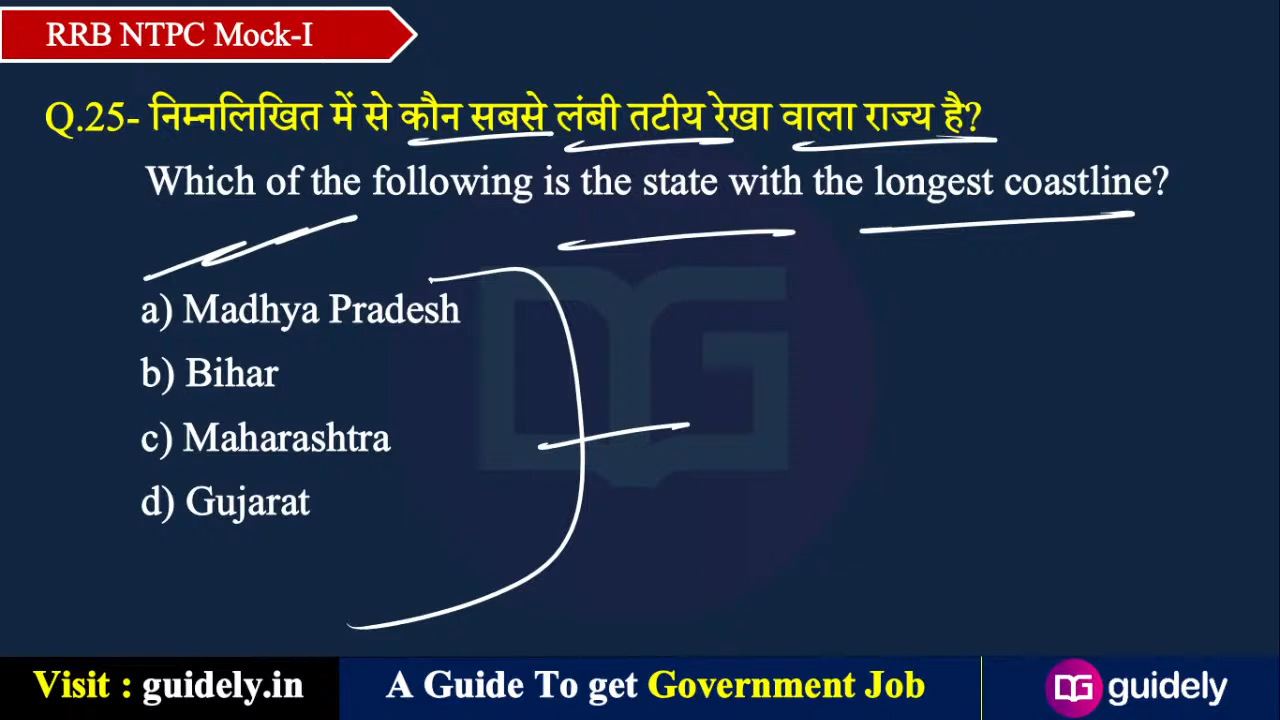 RRB NTPC Mock-I
Q.25- निम्नलिखित में से कौन सबसे लंबी तटीय रेखा वाला राज्य है?
Which of the following is the state with the longest coastline?
a) Madhya Pradesh
b) Bihar
c) Maharashtra
d) Gujarat
Visit : guidely.in A Guide To get Government Job DG guidely